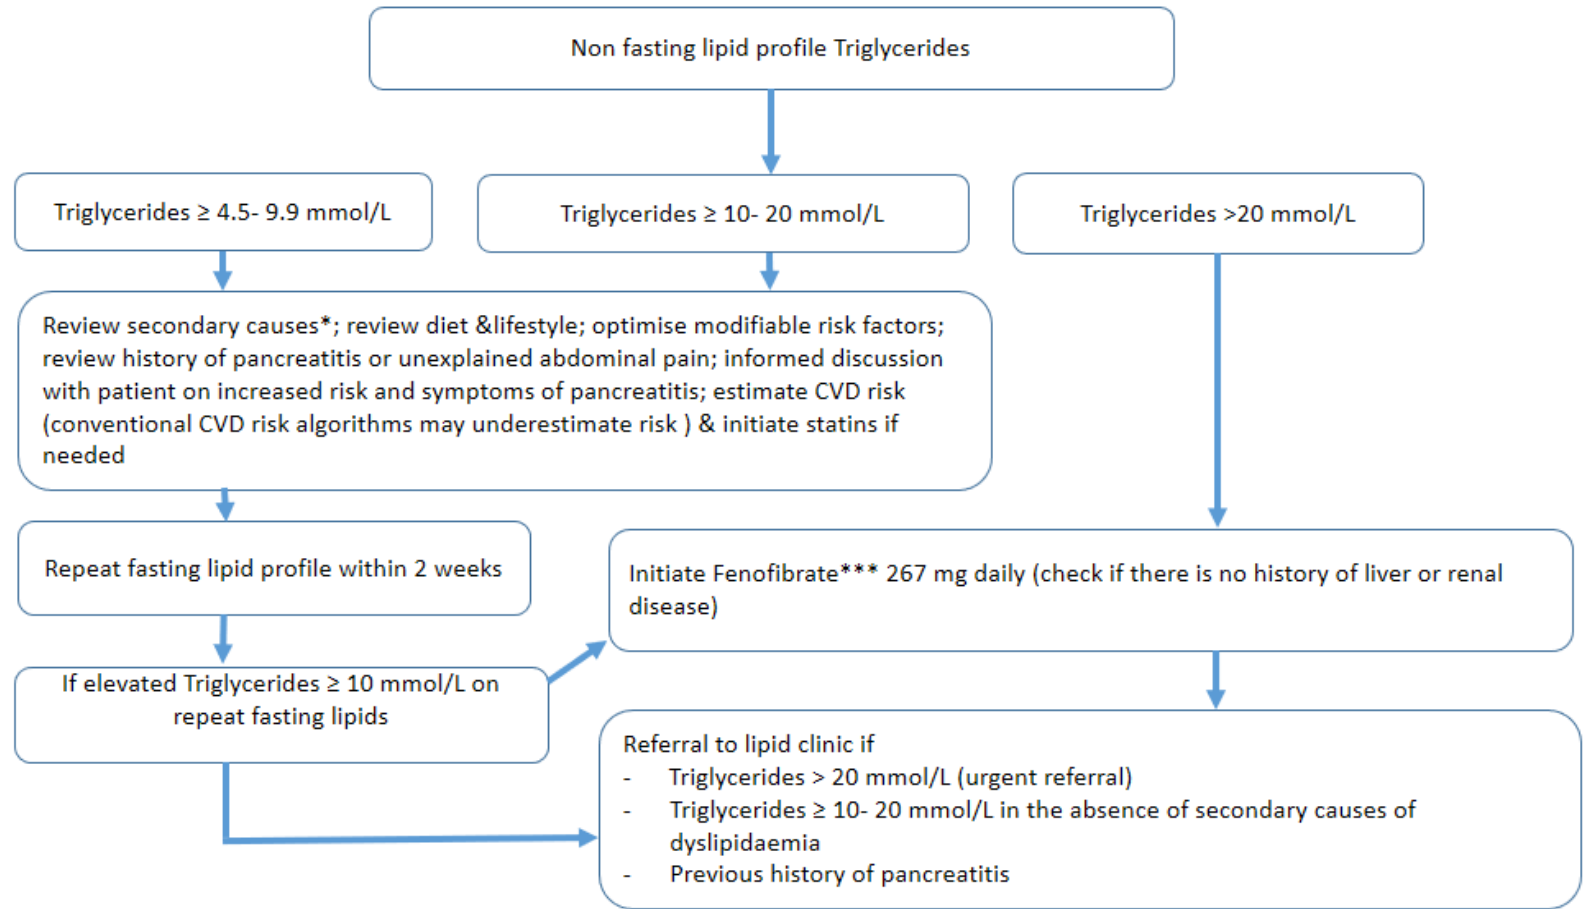 Non fasting lipid profile Triglycerides
Triglycerides ≥ 4.5- 9.9 mmol/L
Triglycerides ≥ 10- 20 mmol/L
Triglycerides >20 mmol/L
Review secondary causes*; review diet &lifestyle; optimise modifiable risk factors;
review history of pancreatitis or unexplained abdominal pain; informed discussion
with patient on increased risk and symptoms of pancreatitis; estimate CVD risk
(conventional CVD risk algorithms may underestimate risk ) & initiate statins if
needed
Repeat fasting lipid profile within 2 weeks
Initiate Fenofibrate*** 267 mg daily (check if there is no history of liver or renal
disease)
If elevated Triglycerides ≥ 10 mmol/L on
repeat fasting lipids
Referral to lipid clinic if
- Triglycerides > 20 mmol/L (urgent referral)
- Triglycerides ≥ 10- 20 mmol/L in the absence of secondary causes of
dyslipidaemia
- Previous history of pancreatitis